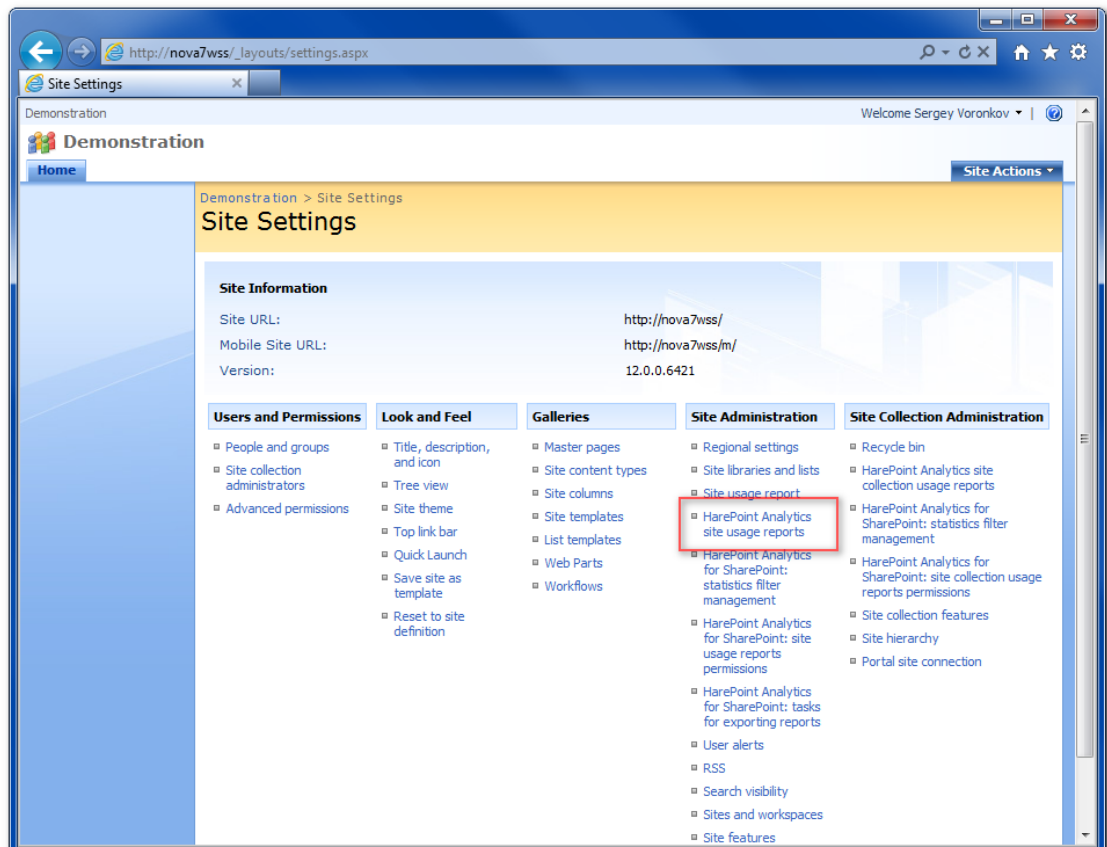 http://nova7wss/_layouts/settings.aspx
Site Settings
Demonstration
Welcome Sergey Voronkov
Demonstration
Home
Site Actions
Demonstration > Site Settings
Site Settings
Site Information
Site URL:
http://nova7wss/
Mobile Site URL:
http://nova7wss/m/
Version:
12.0.0.6421
Users and Permissions
People and groups
Site collection
administrators
Advanced permissions
Look and Feel
Title, description,
and icon
Tree view
Site theme
Top link bar
Quick Launch
Save site as
template
Reset to site
definition
Galleries
Master pages
Site content types
Site columns
Site templates
List templates
Web Parts
Workflows
Site Administration
Regional settings
Site libraries and lists
Site usage report
HarePoint Analytics
site usage reports
HarePoint Analytics
for SharePoint:
statistics filter
management
HarePoint Analytics
for SharePoint: site
usage reports
permissions
HarePoint Analytics
for SharePoint: tasks
for exporting reports
User alerts
RSS
Search visibility
Sites and workspaces
Site features
Site Collection Administration
Recycle bin
HarePoint Analytics site
collection usage reports
HarePoint Analytics for
SharePoint: statistics filter
management
HarePoint Analytics for
SharePoint: site collection usage
reports permissions
Site collection features
Site hierarchy
Portal site connection